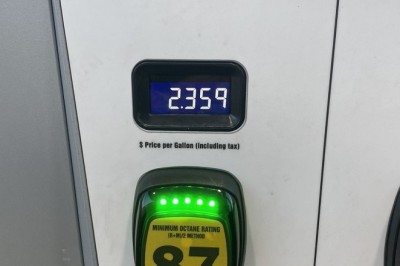 2.359
$ Price per Gallon (including tax)
MINIMUM OCTANE RATING
(R+M)/2 METHOD
87